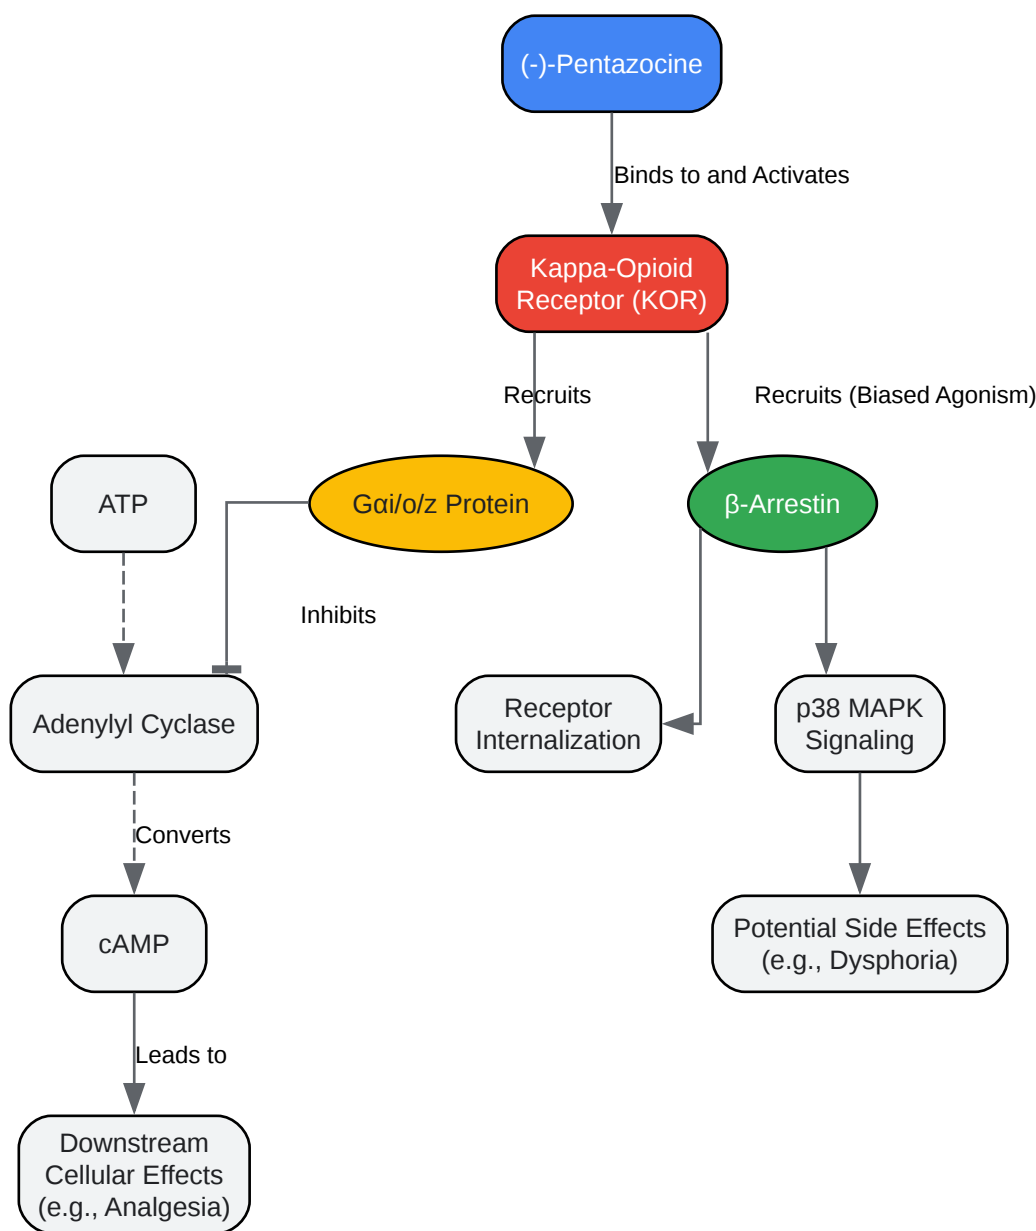 (-)-Pentazocine
Binds to and Activates
Kappa-Opioid
Receptor (KOR)
Recruits
Recruits (Biased Agonism)
ATP
Gαi/o/z Protein
β-Arrestin
Inhibits
Adenylyl Cyclase
Receptor
Internalization
p38 MAPK
Signaling
Converts
cAMP
Potential Side Effects
(e.g., Dysphoria)
Leads to
Downstream
Cellular Effects
(e.g., Analgesia)